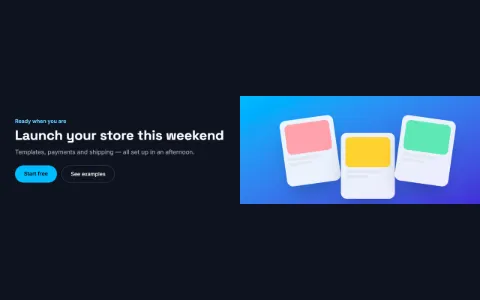 Ready when you are
Launch your store this weekend
Templates, payments and shipping — all set up in an afternoon.
Start free
See examples